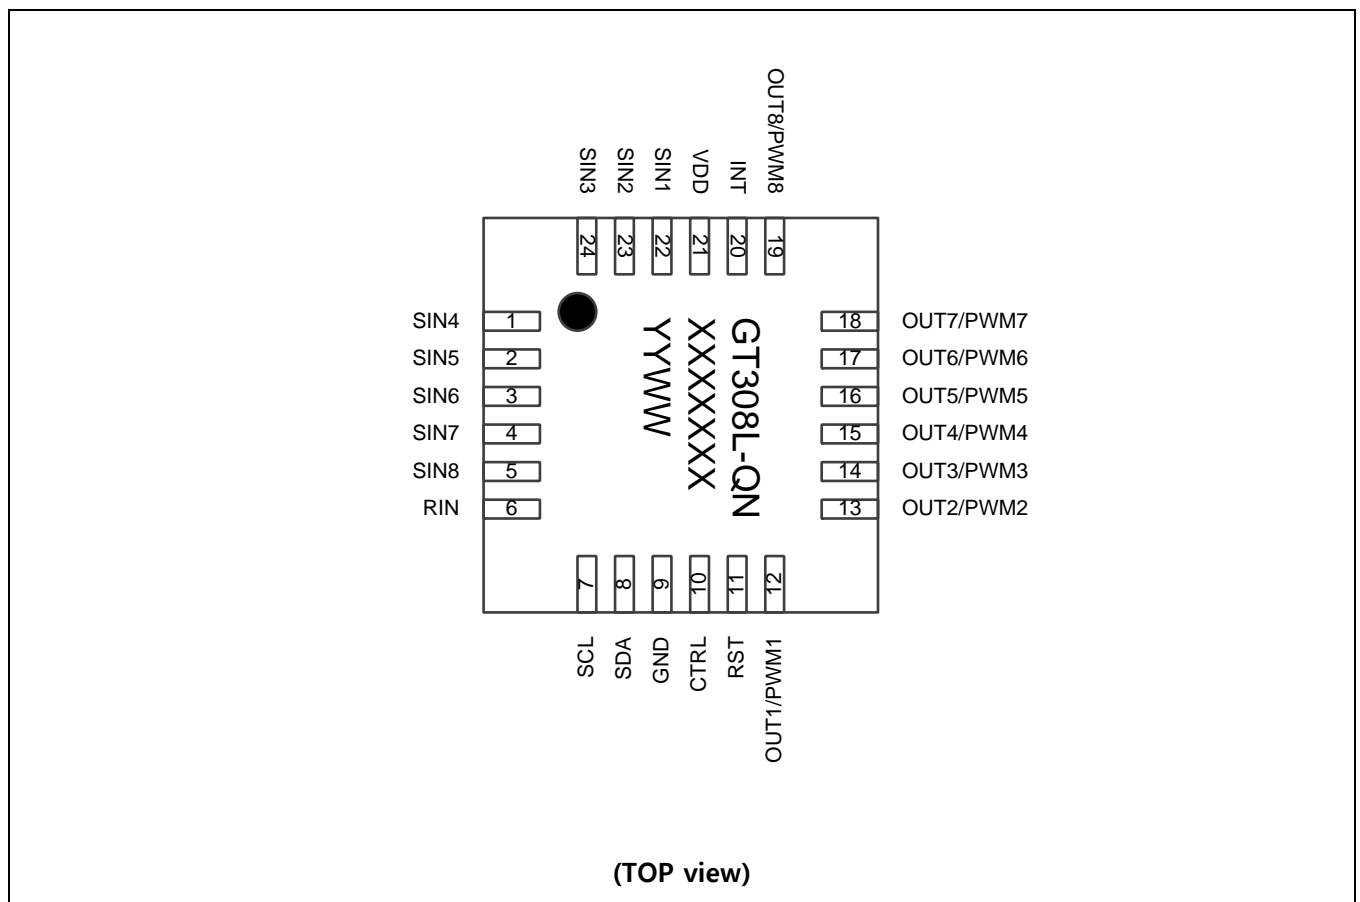 SIN3
SIN2
SIN1
VDD
INT
OUT8/PWM8
24
23
22
21
20
19
SIN4 1
SIN5 2
SIN6 3
SIN7 4
SIN8 5
RIN 6
GT308L-QN
XXXXXXX
YYWW
18 OUT7/PWM7
17 OUT6/PWM6
16 OUT5/PWM5
15 OUT4/PWM4
14 OUT3/PWM3
13 OUT2/PWM2
7
8
9
10
11
12
SCL
SDA
GND
CTRL
RST
OUT1/PWM1
(TOP view)